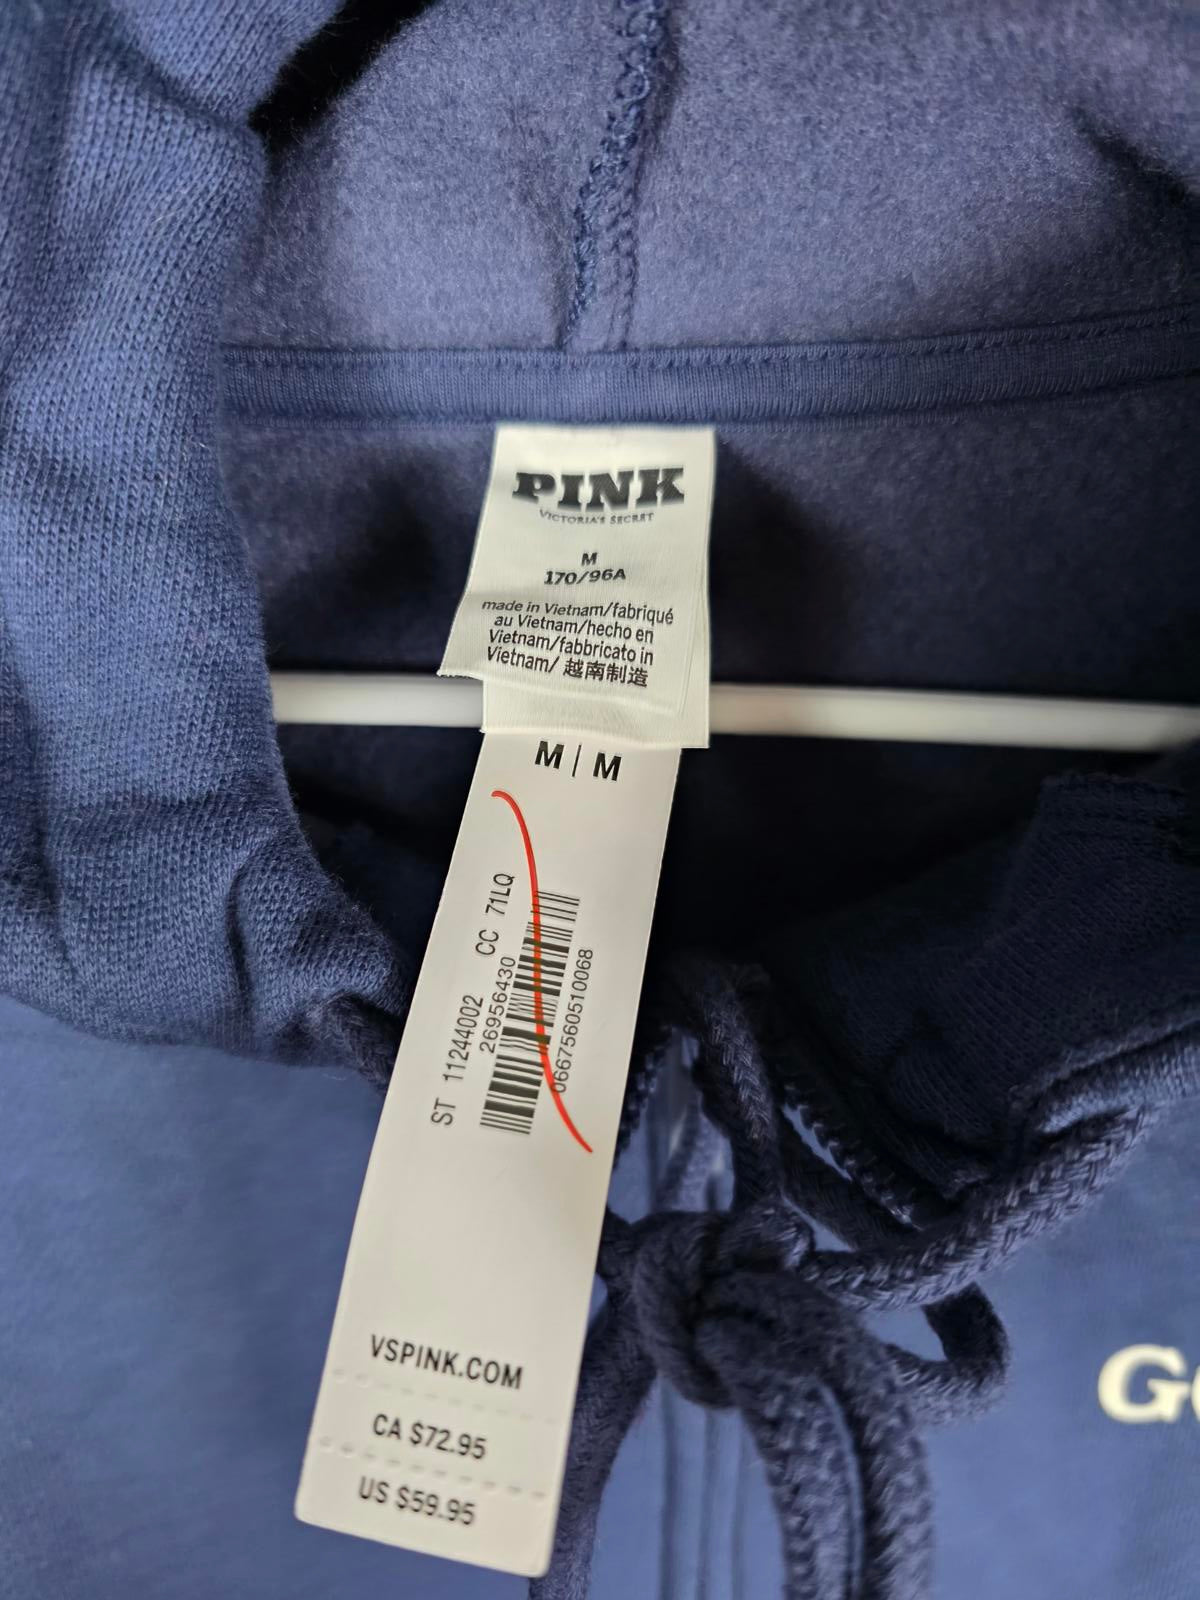 PINK
VICTORIA'S SECRET
M
170/96A
made in Vietnam/fabriqué
au Vietnam/hecho en
Vietnam/fabbricato in
Vietnam/ 越南制造
M | M
ST 11244002 CC 71LQ
26956430
0667560510068
VSPINK.COM
CA $72.95
US $59.95